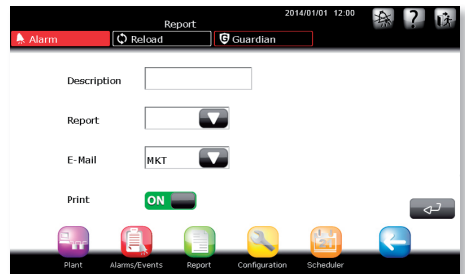 Report
2014/01/01 12:00
?
Alarm
Reload
Guardian
Description
Report
E-Mail
MKT
Print
ON
Plant
Alarms/Events
Report
Configuration
Scheduler